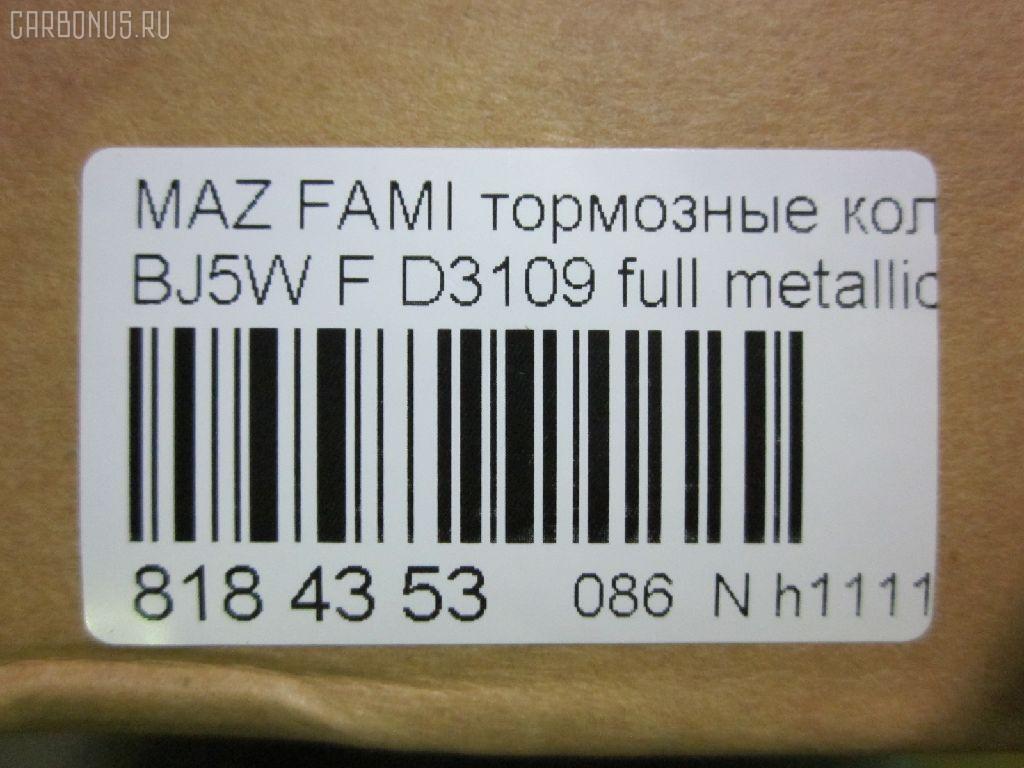 CARBONUS.RU
MAZ FAMI тормозные кол
BJ5W F D3109 full metallic
818 43 53 086 N h1111